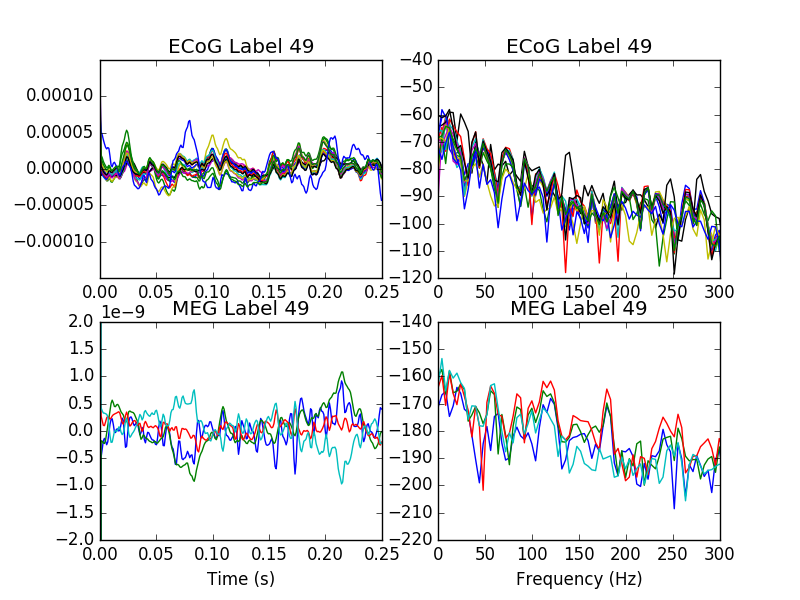 ECoG Label 49
0.00010
0.00005
0.00000
−0.00005
−0.00010
0.00 0.05 0.10 0.15 0.20 0.25
ECoG Label 49
−40
−50
−60
−70
−80
−90
−100
−110
−120
0 50 100 150 200 250 300
1e−9
MEG Label 49
2.0
1.5
1.0
0.5
0.0
−0.5
−1.0
−1.5
−2.0
0.00 0.05 0.10 0.15 0.20 0.25
Time (s)
MEG Label 49
−140
−150
−160
−170
−180
−190
−200
−210
−220
0 50 100 150 200 250 300
Frequency (Hz)